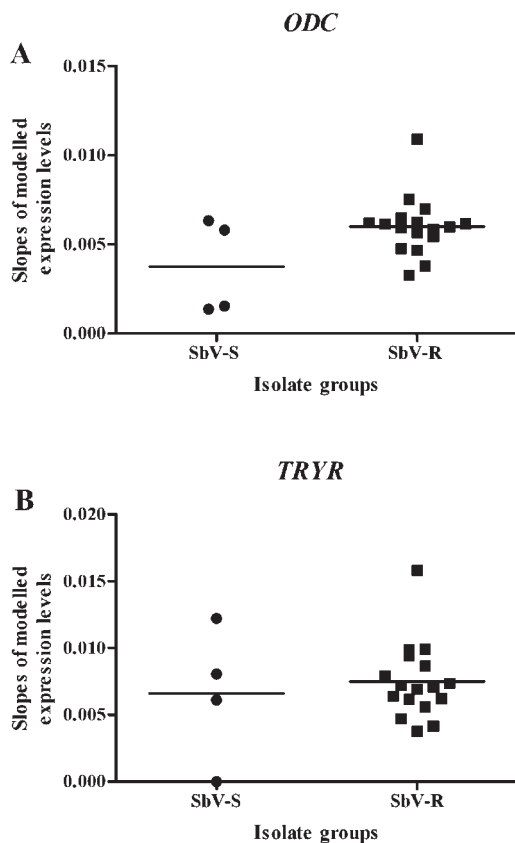 ODC
A
0.015
0.010
0.005
0.000
Slopes of modelled
expression levels
SbV-S
SbV-R
Isolate groups
TRYR
B
0.020
0.015
0.010
0.005
0.000
Slopes of modelled
expression levels
SbV-S
SbV-R
Isolate groups